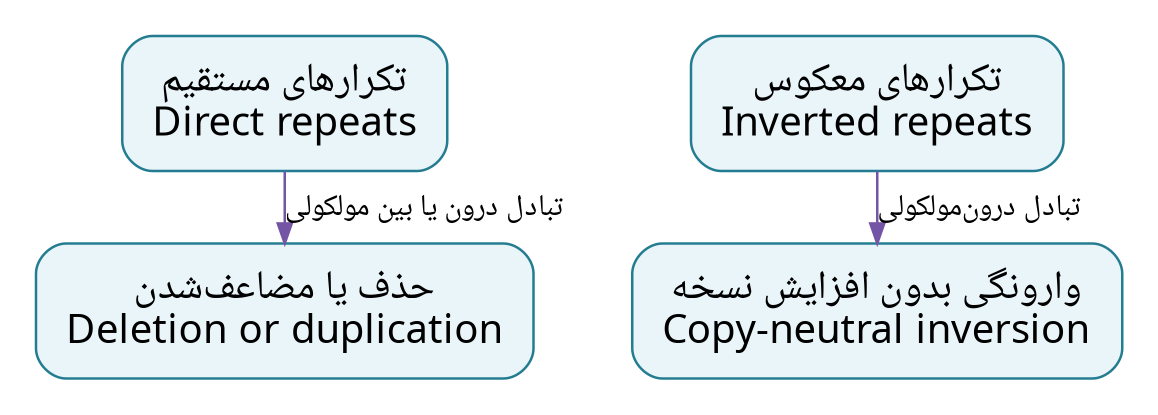 تکرارهای مستقیم
Direct repeats
تبادل درون یا بین مولکولی
حذف یا مضاعف‌شدن
Deletion or duplication
تکرارهای معکوس
Inverted repeats
تبادل درون‌مولکولی
وارونگی بدون افزایش نسخه
Copy-neutral inversion